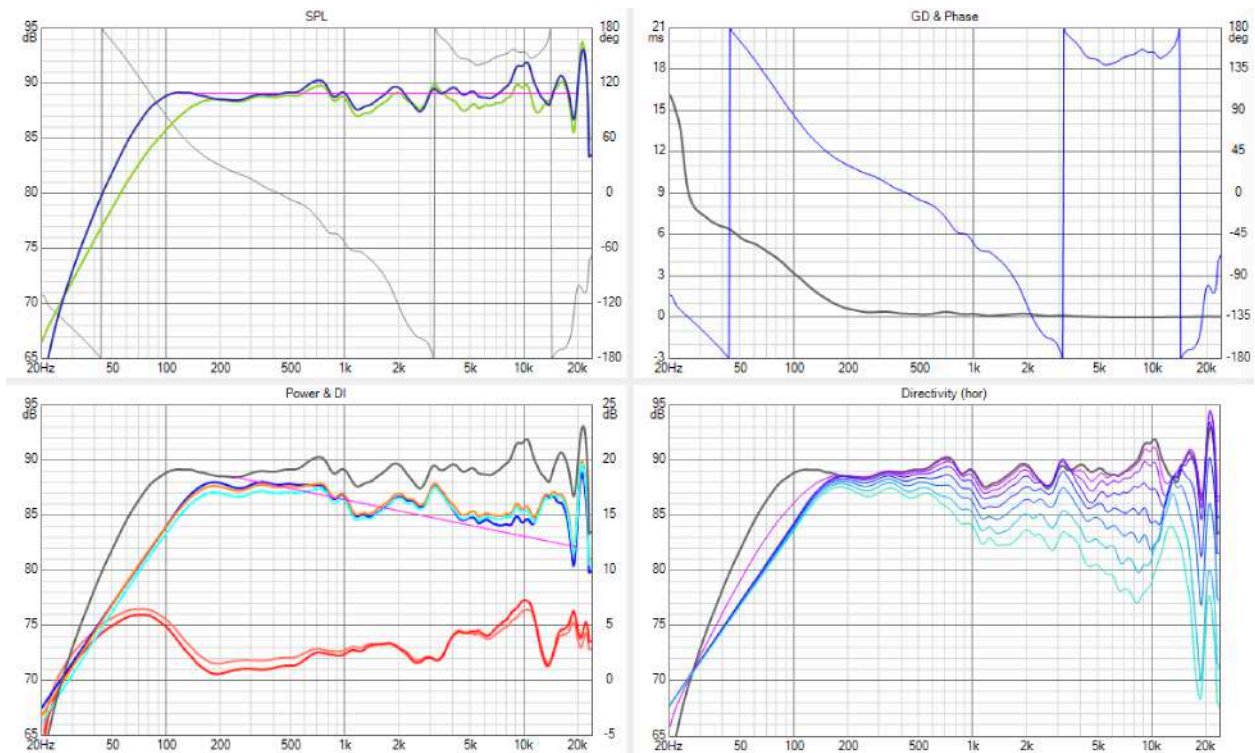 SPL
95 180
dB deg
90 120
85 60
80 0
75 -60
70 -120
65 -180
20Hz 50 100 200 500 1k 2k 5k 10k 20k
GD & Phase
21 180
ms deg
18 135
15 90
12 45
9 0
6 -45
3 -90
0 -135
-3 -180
20Hz 50 100 200 500 1k 2k 5k 10k 20k
Power & DI
95 25
dB dB
90 20
85 15
80 10
75 5
70 0
65 -5
20Hz 50 100 200 500 1k 2k 5k 10k 20k
Directivity (hor)
95
dB
90
85
80
75
70
65
20Hz 50 100 200 500 1k 2k 5k 10k 20k